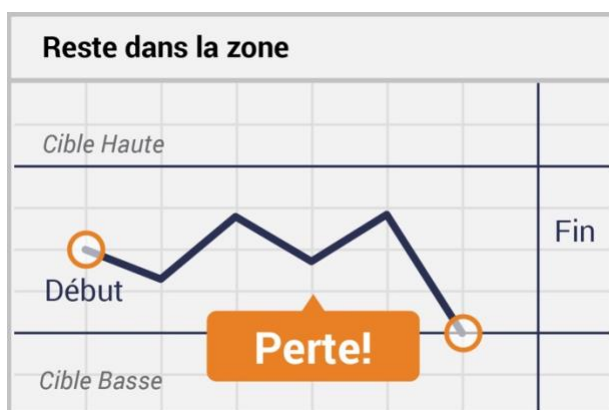 Reste dans la zone
Cible Haute
Fin
Début
Perte!
Cible Basse